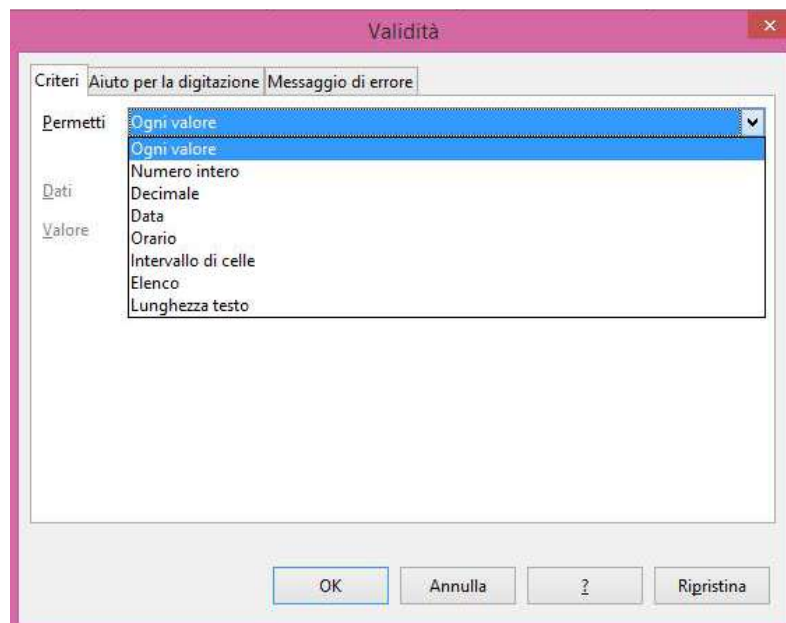 Validità
Criteri Aiuto per la digitazione Messaggio di errore
Permetti Ogni valore
Ogni valore
Numero intero
Dati Decimale
Data
Valore Orario
Intervallo di celle
Elenco
Lunghezza testo
OK Annulla ? Ripristina